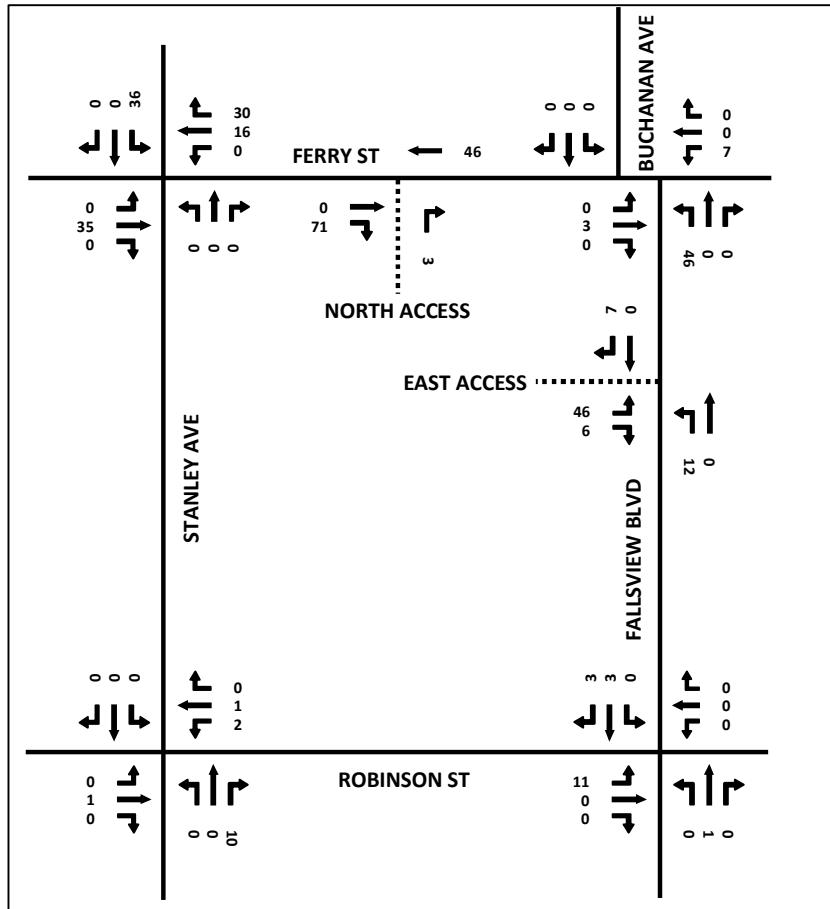 BUCHANAN AVE
0 0 36
30
16
0
FERRY ST
46
0 0 0
0
0
7
0
35
0
0 0 0
0
71
3
0
3
0
46 0 0
NORTH ACCESS
7 0
EAST ACCESS
46
6
12 0
STANLEY AVE
FALLSVIEW BLVD
0 0 0
0
1
2
3 3 0
0
0
0
0
1
0
0 0 10
ROBINSON ST
11
0
0
0 1 0